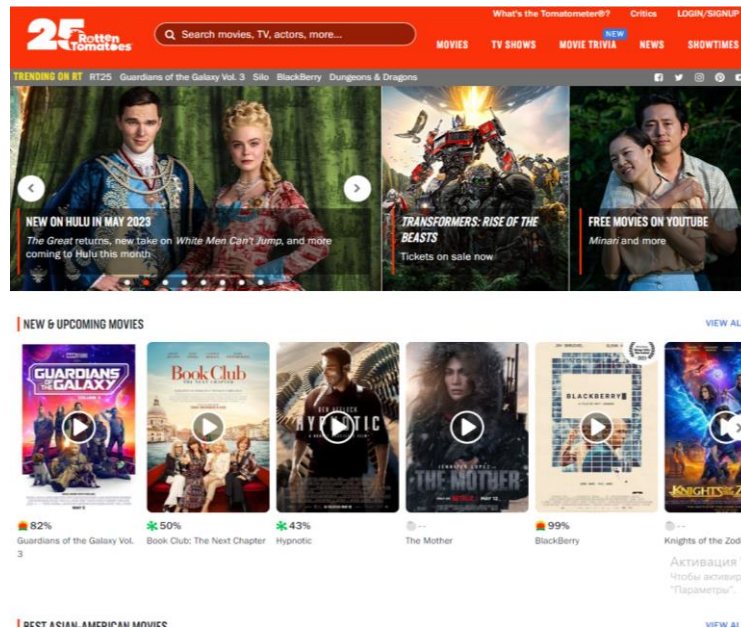 What's the Tomatometer®? Critics LOGIN/SIGNUP
25 Rotten Tomatoes
Search movies, TV, actors, more...
NEW
MOVIES TV SHOWS MOVIE TRIVIA NEWS SHOWTIMES
TRENDING ON RT RT25 Guardians of the Galaxy Vol. 3 Silo BlackBerry Dungeons & Dragons
NEW ON HULU IN MAY 2023
The Great returns, new take on White Men Can't Jump, and more
coming to Hulu this month
TRANSFORMERS: RISE OF THE
BEASTS
Tickets on sale now
FREE MOVIES ON YOUTUBE
Minari and more
NEW & UPCOMING MOVIES
VIEW AL
GUARDIANS
OF THE
GALAXY
VOLUME 3
Book Club
THE NEXT CHAPTER
BEN AFFLECK
HYPNOTIC
JENNIFER LOPEZ
THE MOTHER
NETFLIX MAY 12
BLACKBERRY
KNIGHTS OF THE Z
82%
Guardians of the Galaxy Vol.
3
50%
Book Club: The Next Chapter
43%
Hypnotic
--
The Mother
99%
BlackBerry
--
Knights of the Zod
Активация
Чтобы активир
"Параметры".
BEST ASIAN-AMERICAN MOVIES
VIEW AL